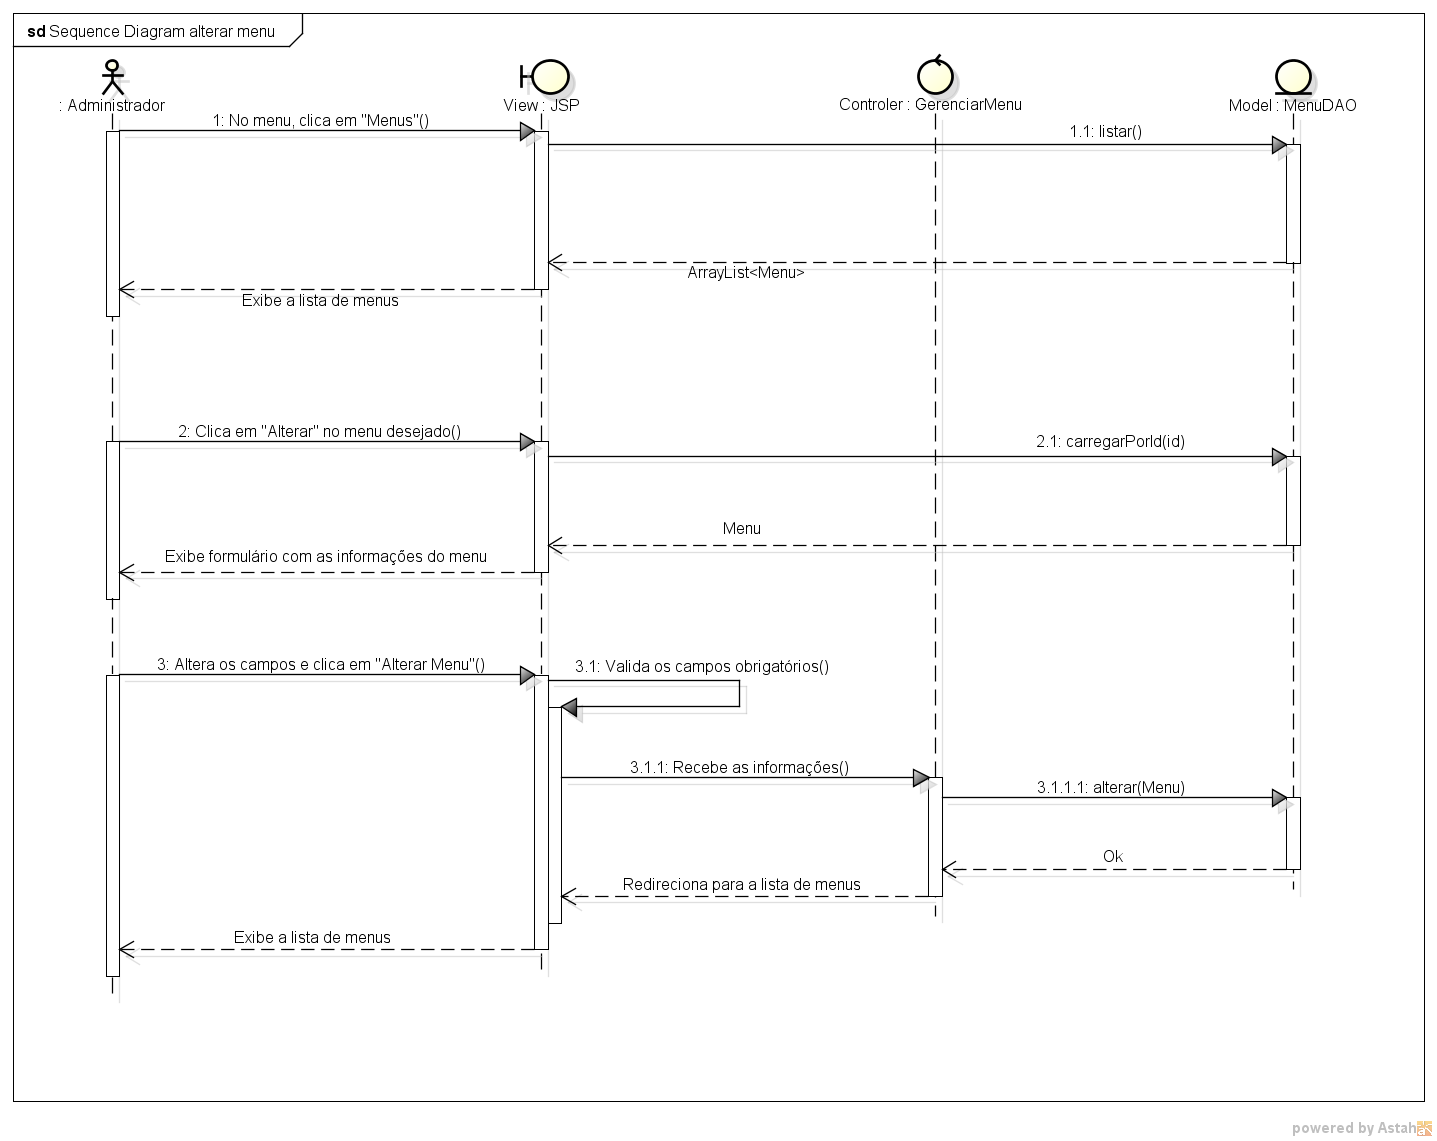 sd Sequence Diagram alterar menu
: Administrador
View : JSP
Controler : GerenciarMenu
Model : MenuDAO
1: No menu, clica em "Menus"()
1.1: listar()
ArrayList<Menu>
Exibe a lista de menus
2: Clica em "Alterar" no menu desejado()
2.1: carregarPorId(id)
Menu
Exibe formulário com as informações do menu
3: Altera os campos e clica em "Alterar Menu"()
3.1: Valida os campos obrigatórios()
3.1.1: Recebe as informações()
3.1.1.1: alterar(Menu)
Ok
Redireciona para a lista de menus
Exibe a lista de menus
powered by Astah